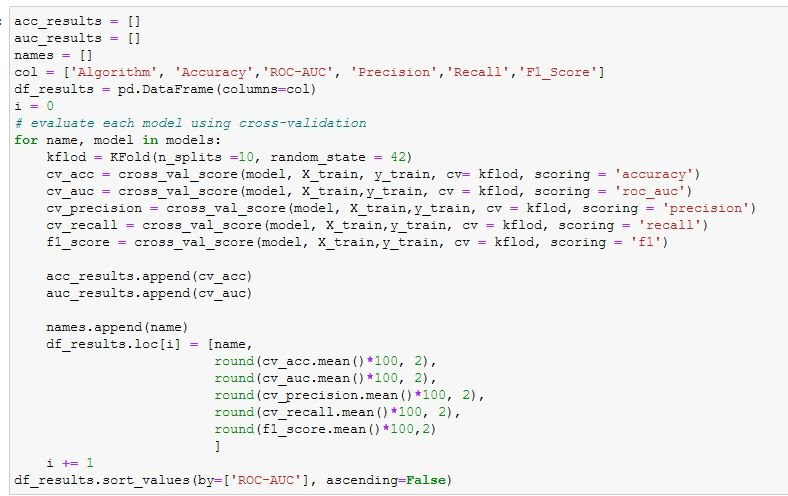 acc_results = []
auc_results = []
names = []
col = ['Algorithm', 'Accuracy','ROC-AUC', 'Precision','Recall','F1_Score']
df_results = pd.DataFrame(columns=col)
i = 0
# evaluate each model using cross-validation
for name, model in models:
    kflod = KFold(n_splits =10, random_state = 42)
    cv_acc = cross_val_score(model, X_train, y_train, cv= kflod, scoring = 'accuracy')
    cv_auc = cross_val_score(model, X_train,y_train, cv = kflod, scoring = 'roc_auc')
    cv_precision = cross_val_score(model, X_train,y_train, cv = kflod, scoring = 'precision')
    cv_recall = cross_val_score(model, X_train,y_train, cv = kflod, scoring = 'recall')
    f1_score = cross_val_score(model, X_train,y_train, cv = kflod, scoring = 'f1')
    acc_results.append(cv_acc)
    auc_results.append(cv_auc)
    names.append(name)
    df_results.loc[i] = [name,
                         round(cv_acc.mean()*100, 2),
                         round(cv_auc.mean()*100, 2),
                         round(cv_precision.mean()*100, 2),
                         round(cv_recall.mean()*100, 2),
                         round(f1_score.mean()*100,2)
                         ]
    i += 1
df_results.sort_values(by=['ROC-AUC'], ascending=False)